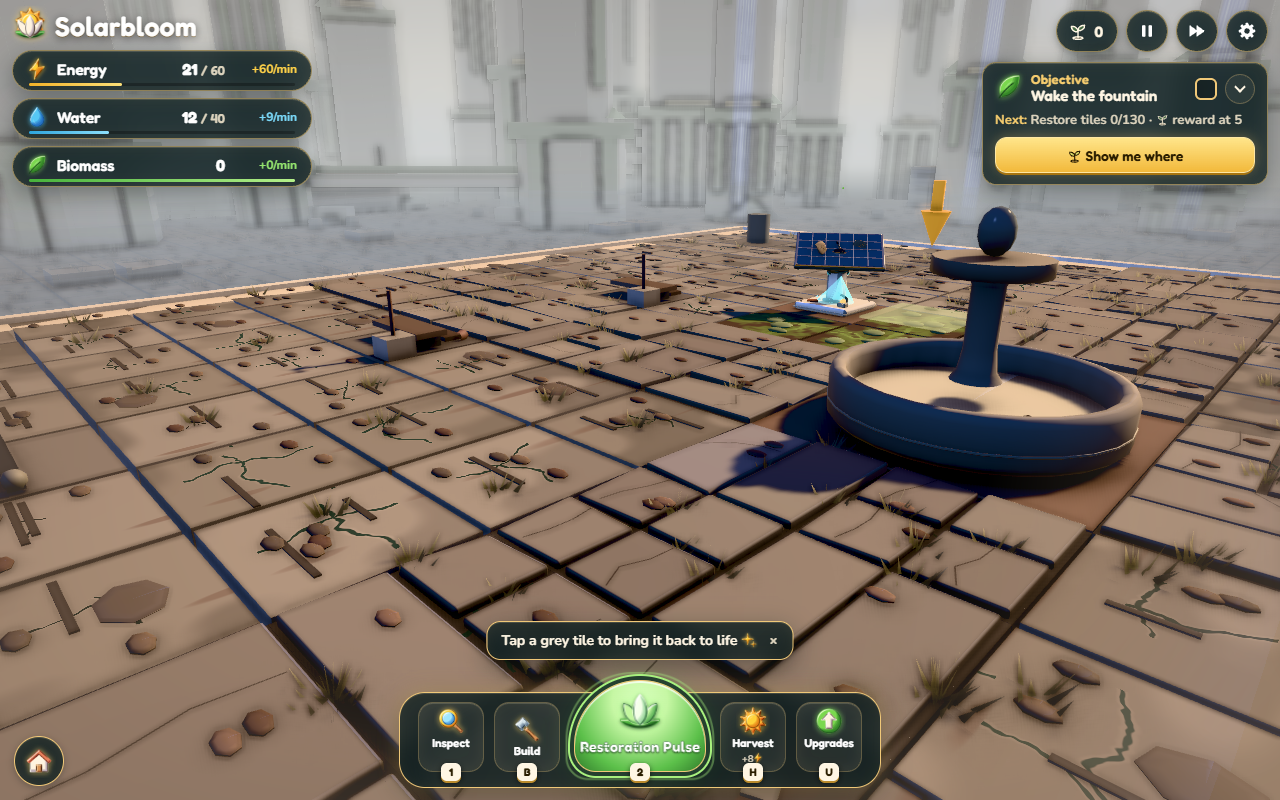 Solarbloom
0
Energy 21 / 60 +60/min
Water 12 / 40 +9/min
Biomass 0 +0/min
Objective
Wake the fountain
Next: Restore tiles 0/130 · reward at 5
Show me where
Tap a grey tile to bring it back to life ×
Inspect
1
Build
B
Restoration Pulse
2
Harvest
+8
H
Upgrades
U